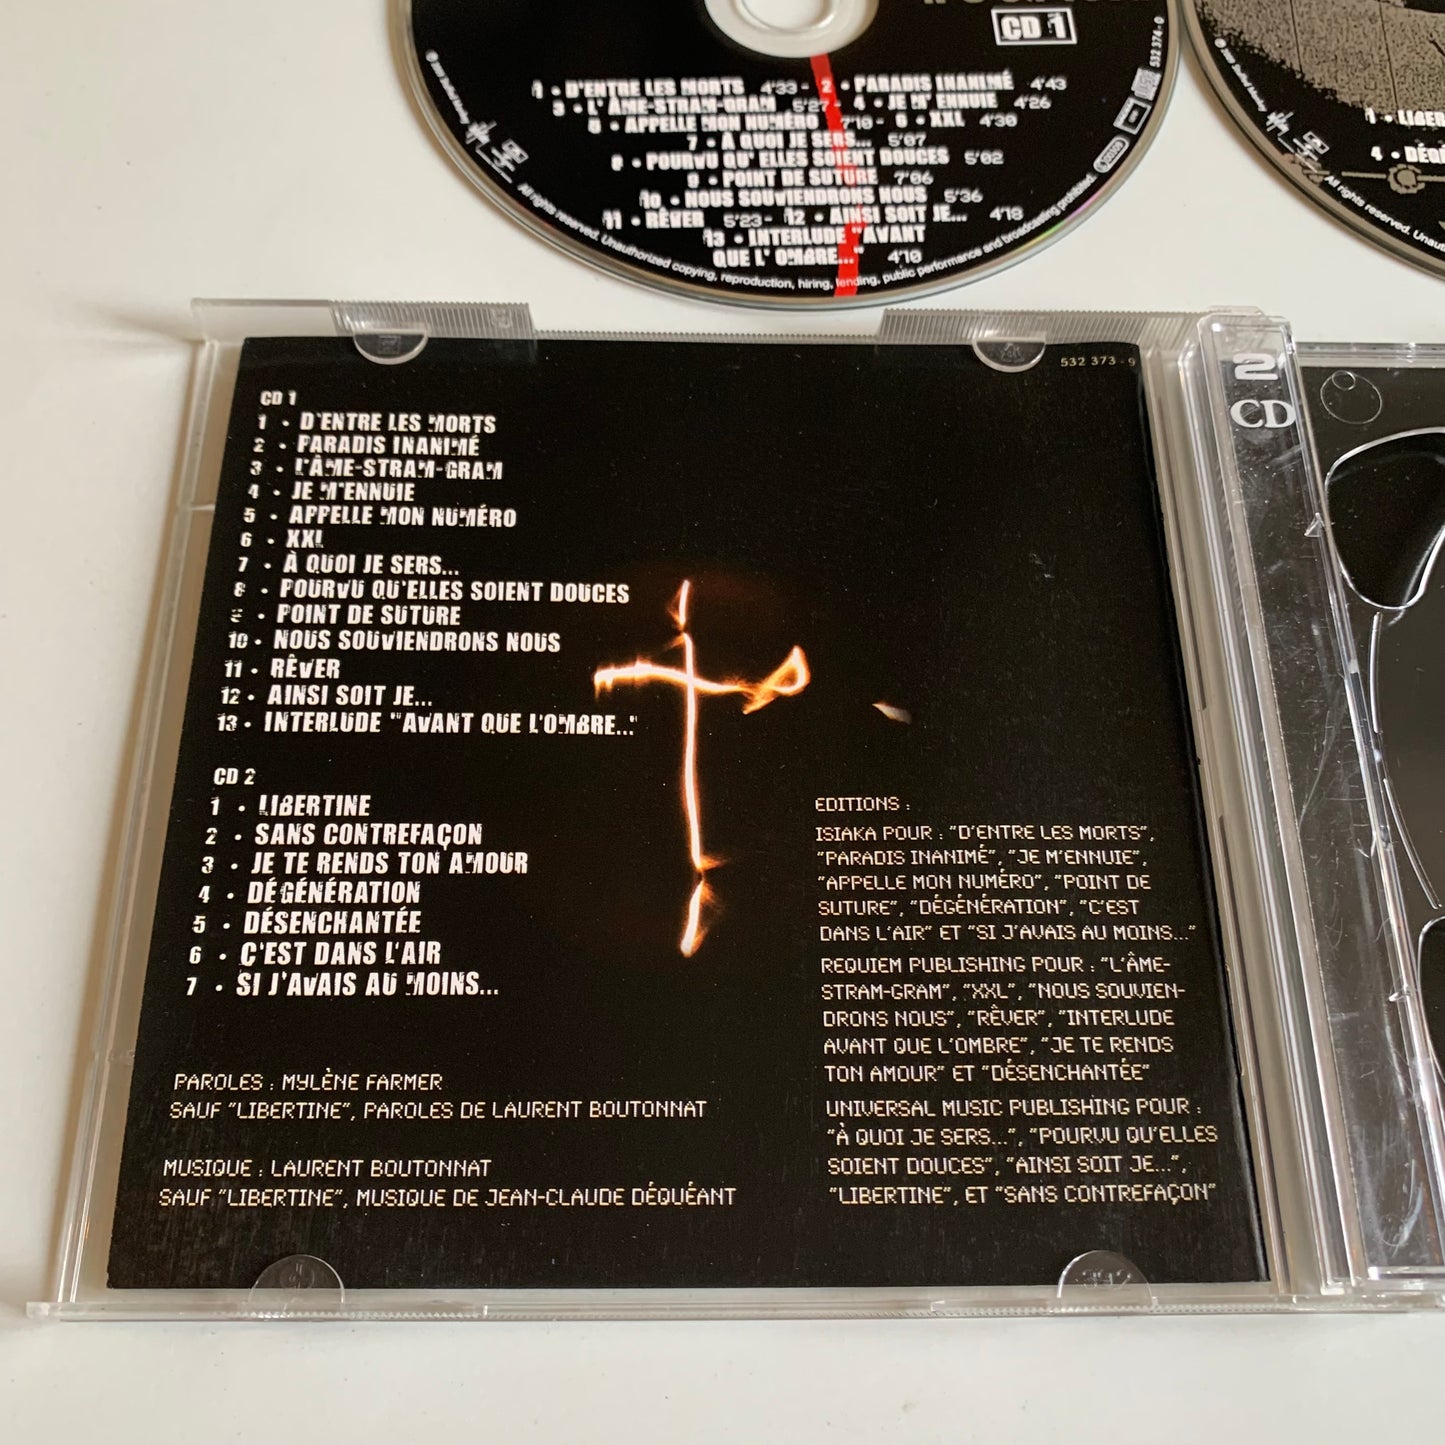 CD 1
532 374-0
1 • D'ENTRE LES MORTS 4'33 - 2 • PARADIS INANIMÉ 4'43
3 • L'ÂME-STRAM-GRAM 5'27 - 4 • JE M'ENNUIE 4'26
5 • APPELLE MON NUMÉRO 7'10 - 6 • XXL 4'30
7 • À QUOI JE SERS... 5'07
8 • POURVU QU'ELLES SOIENT DOUCES 5'02
9 • POINT DE SUTURE 7'06
10 • NOUS SOUVIENDRONS NOUS 5'36
11 • RÊVER 5'23 - 12 • AINSI SOIT JE... 4'18
13 • INTERLUDE "AVANT
QUE L'OMBRE..." 4'10
All rights reserved. Unauthorized copying, reproduction, hiring, lending, public performance and broadcasting prohibited.
1 • LIBER
4 • DÉG
All rights reserved. Unau
2
CD
532 373 - 9
CD 1
1 • D'ENTRE LES MORTS
2 • PARADIS INANIMÉ
3 • L'ÂME-STRAM-GRAM
4 • JE M'ENNUIE
5 • APPELLE MON NUMÉRO
6 • XXL
7 • À QUOI JE SERS...
8 • POURVU QU'ELLES SOIENT DOUCES
9 • POINT DE SUTURE
10 • NOUS SOUVIENDRONS NOUS
11 • RÊVER
12 • AINSI SOIT JE...
13 • INTERLUDE "AVANT QUE L'OMBRE..."
CD 2
1 • LIBERTINE
2 • SANS CONTREFAÇON
3 • JE TE RENDS TON AMOUR
4 • DÉGÉNÉRATION
5 • DÉSENCHANTÉE
6 • C'EST DANS L'AIR
7 • SI J'AVAIS AU MOINS...
PAROLES : MYLÈNE FARMER
SAUF "LIBERTINE", PAROLES DE LAURENT BOUTONNAT
MUSIQUE : LAURENT BOUTONNAT
SAUF "LIBERTINE", MUSIQUE DE JEAN-CLAUDE DÉQUÉANT
EDITIONS :
ISIAKA POUR : "D'ENTRE LES MORTS",
"PARADIS INANIMÉ", "JE M'ENNUIE",
"APPELLE MON NUMÉRO", "POINT DE
SUTURE", "DÉGÉNÉRATION", "C'EST
DANS L'AIR" ET "SI J'AVAIS AU MOINS..."
REQUIEM PUBLISHING POUR : "L'ÂME-
STRAM-GRAM", "XXL", "NOUS SOUVIEN-
DRONS NOUS", "RÊVER", "INTERLUDE
AVANT QUE L'OMBRE", "JE TE RENDS
TON AMOUR" ET "DÉSENCHANTÉE"
UNIVERSAL MUSIC PUBLISHING POUR :
"À QUOI JE SERS...", "POURVU QU'ELLES
SOIENT DOUCES", "AINSI SOIT JE...",
"LIBERTINE", ET "SANS CONTREFAÇON"